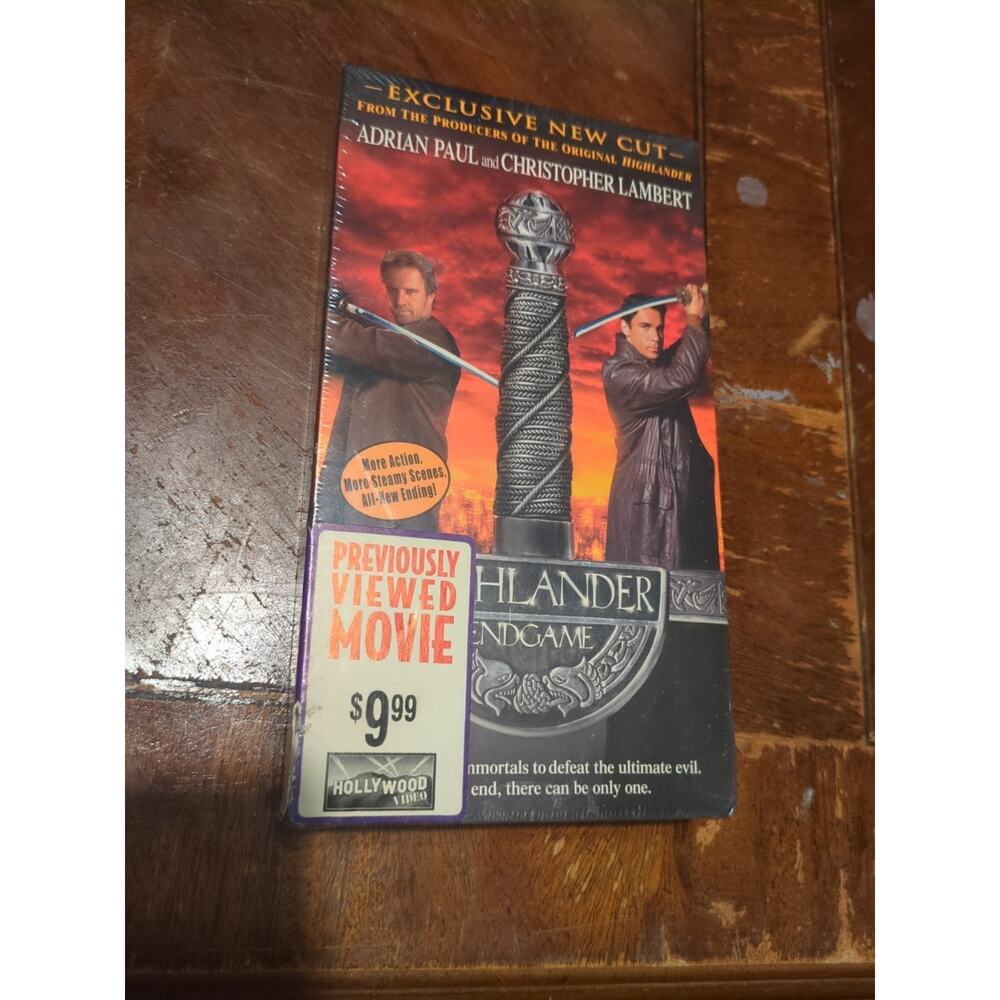 —EXCLUSIVE NEW CUT—
FROM THE PRODUCERS OF THE ORIGINAL HIGHLANDER
ADRIAN PAUL and CHRISTOPHER LAMBERT
More Action,
More Steamy Scenes,
All-New Ending!
PREVIOUSLY
VIEWED
MOVIE
$9.99
HOLLYWOOD
VIDEO
HLANDER
ENDGAME
mmortals to defeat the ultimate evil.
end, there can be only one.